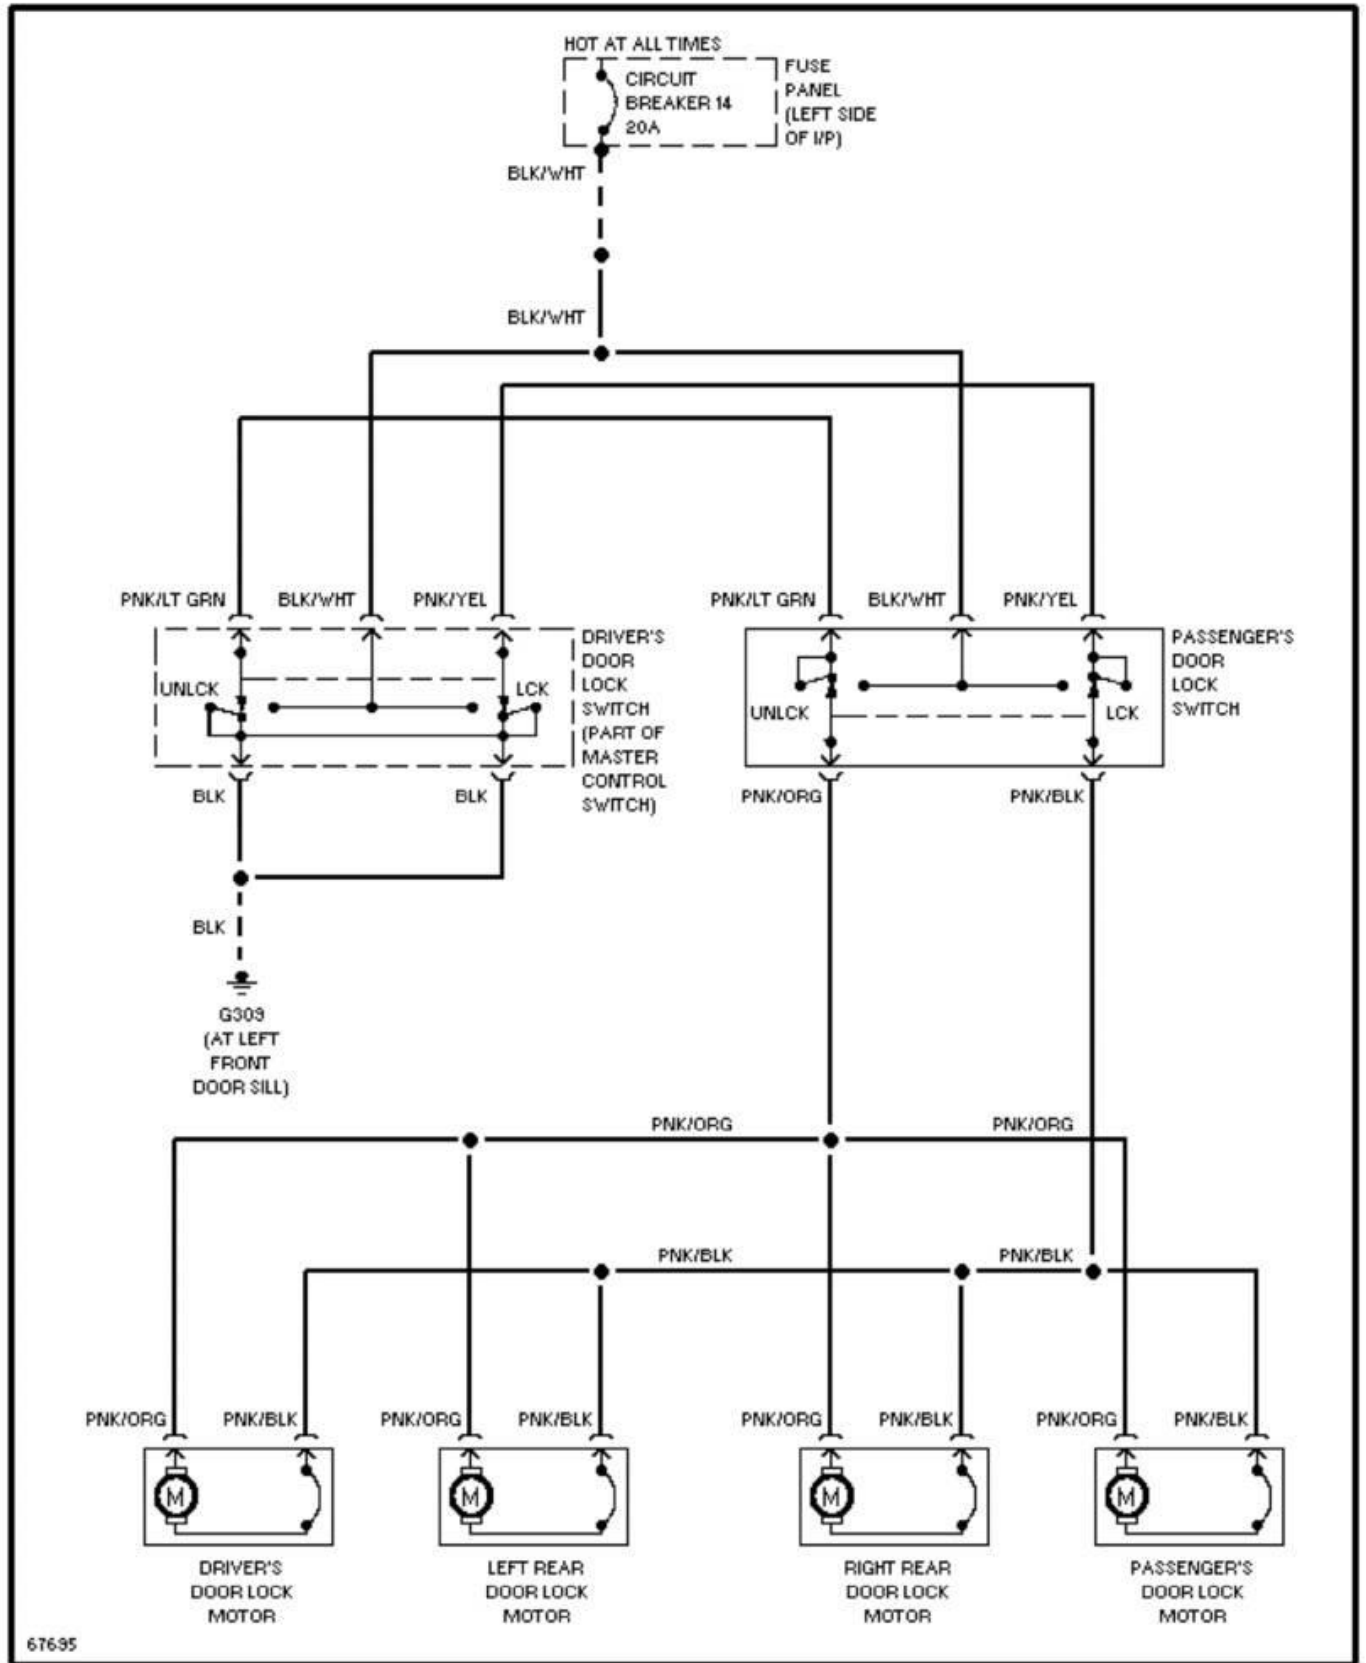 HOT AT ALL TIMES
CIRCUIT
BREAKER 14
20A
FUSE
PANEL
(LEFT SIDE
OF I/P)
BLK/WHT
BLK/WHT
PNK/LT GRN
BLK/WHT
PNK/YEL
PNK/LT GRN
BLK/WHT
PNK/YEL
UNLCK
LCK
DRIVER'S
DOOR
LOCK
SWITCH
(PART OF
MASTER
CONTROL
SWITCH)
UNLCK
LCK
PASSENGER'S
DOOR
LOCK
SWITCH
BLK
BLK
PNK/ORG
PNK/BLK
BLK
G309
(AT LEFT
FRONT
DOOR SILL)
PNK/ORG
PNK/ORG
PNK/BLK
PNK/BLK
PNK/ORG
PNK/BLK
PNK/ORG
PNK/BLK
PNK/ORG
PNK/BLK
PNK/ORG
PNK/BLK
M
M
M
M
DRIVER'S
DOOR LOCK
MOTOR
LEFT REAR
DOOR LOCK
MOTOR
RIGHT REAR
DOOR LOCK
MOTOR
PASSENGER'S
DOOR LOCK
MOTOR
67695